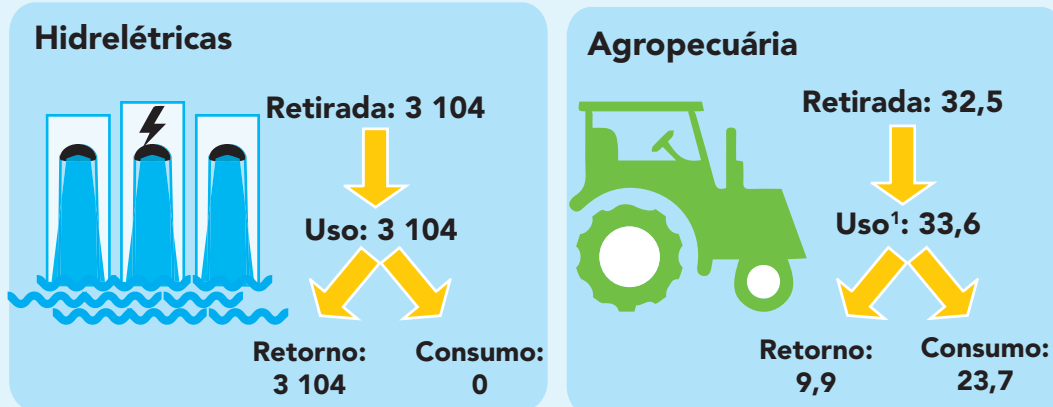 Hidrelétricas
Retirada: 3 104
Uso: 3 104
Retorno:
3 104
Consumo:
0
Agropecuária
Retirada: 32,5
Uso¹: 33,6
Retorno:
9,9
Consumo:
23,7